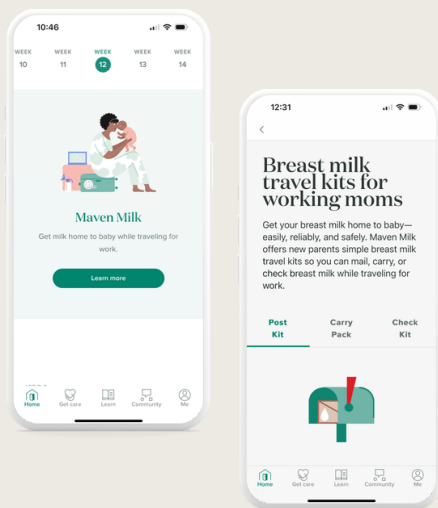 10:46
WEEK WEEK WEEK WEEK WEEK
10 11 12 13 14
Maven Milk
Get milk home to baby while traveling for
work.
Learn more
Home Get care Learn Community Me
12:31
Breast milk
travel kits for
working moms
Get your breast milk home to baby—
easily, reliably, and safely. Maven Milk
offers new parents simple breast milk
travel kits so you can mail, carry, or
check breast milk while traveling for
work.
Post Carry Check
Kit Pack Kit
Home Get care Learn Community Me